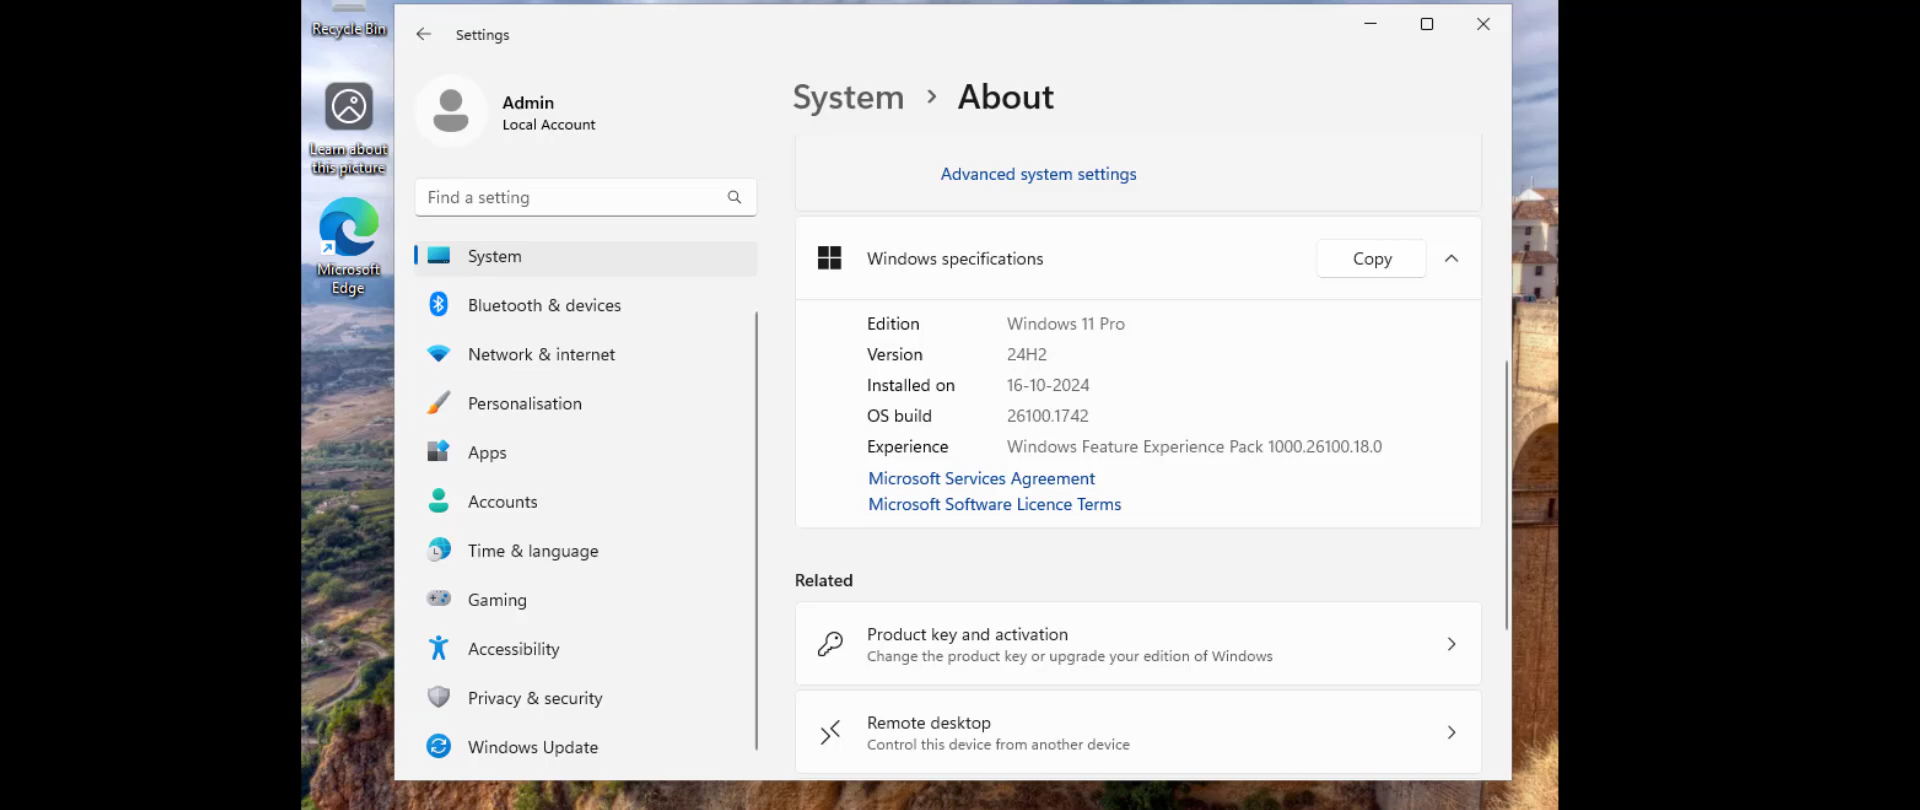 Recycle Bin
Learn about
this picture
Microsoft
Edge
Settings
Admin
Local Account
Find a setting
System
Bluetooth & devices
Network & internet
Personalisation
Apps
Accounts
Time & language
Gaming
Accessibility
Privacy & security
Windows Update
System > About
Advanced system settings
Windows specifications
Copy
Edition Windows 11 Pro
Version 24H2
Installed on 16-10-2024
OS build 26100.1742
Experience Windows Feature Experience Pack 1000.26100.18.0
Microsoft Services Agreement
Microsoft Software Licence Terms
Related
Product key and activation
Change the product key or upgrade your edition of Windows
Remote desktop
Control this device from another device